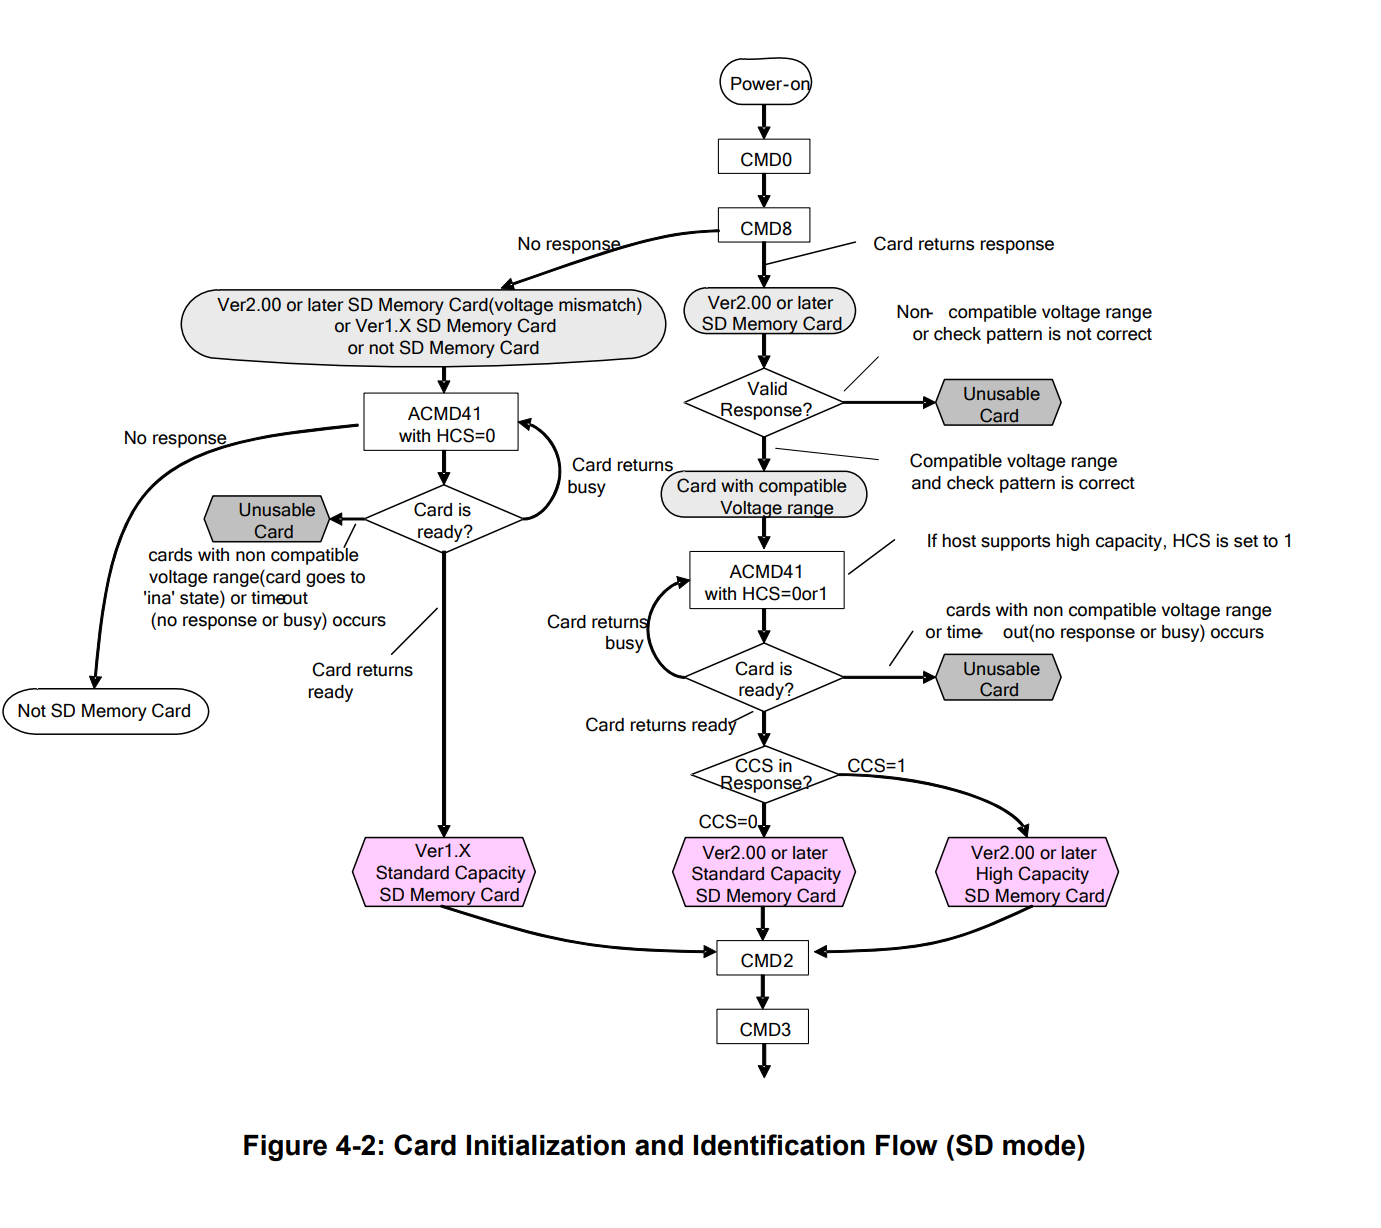 Power-on
CMD0
CMD8
No response
Card returns response
Ver2.00 or later SD Memory Card(voltage mismatch)
or Ver1.X SD Memory Card
or not SD Memory Card
Ver2.00 or later
SD Memory Card
Non- compatible voltage range
or check pattern is not correct
Valid
Response?
Unusable
Card
ACMD41
with HCS=0
No response
Card returns
busy
Compatible voltage range
and check pattern is correct
Card with compatible
Voltage range
Unusable
Card
Card is
ready?
cards with non compatible
voltage range(card goes to
'ina' state) or time-out
(no response or busy) occurs
If host supports high capacity, HCS is set to 1
ACMD41
with HCS=0or1
Card returns
busy
cards with non compatible voltage range
or time- out(no response or busy) occurs
Card returns
ready
Card is
ready?
Unusable
Card
Not SD Memory Card
Card returns ready
CCS in
Response?
CCS=1
CCS=0
Ver1.X
Standard Capacity
SD Memory Card
Ver2.00 or later
Standard Capacity
SD Memory Card
Ver2.00 or later
High Capacity
SD Memory Card
CMD2
CMD3
Figure 4-2: Card Initialization and Identification Flow (SD mode)